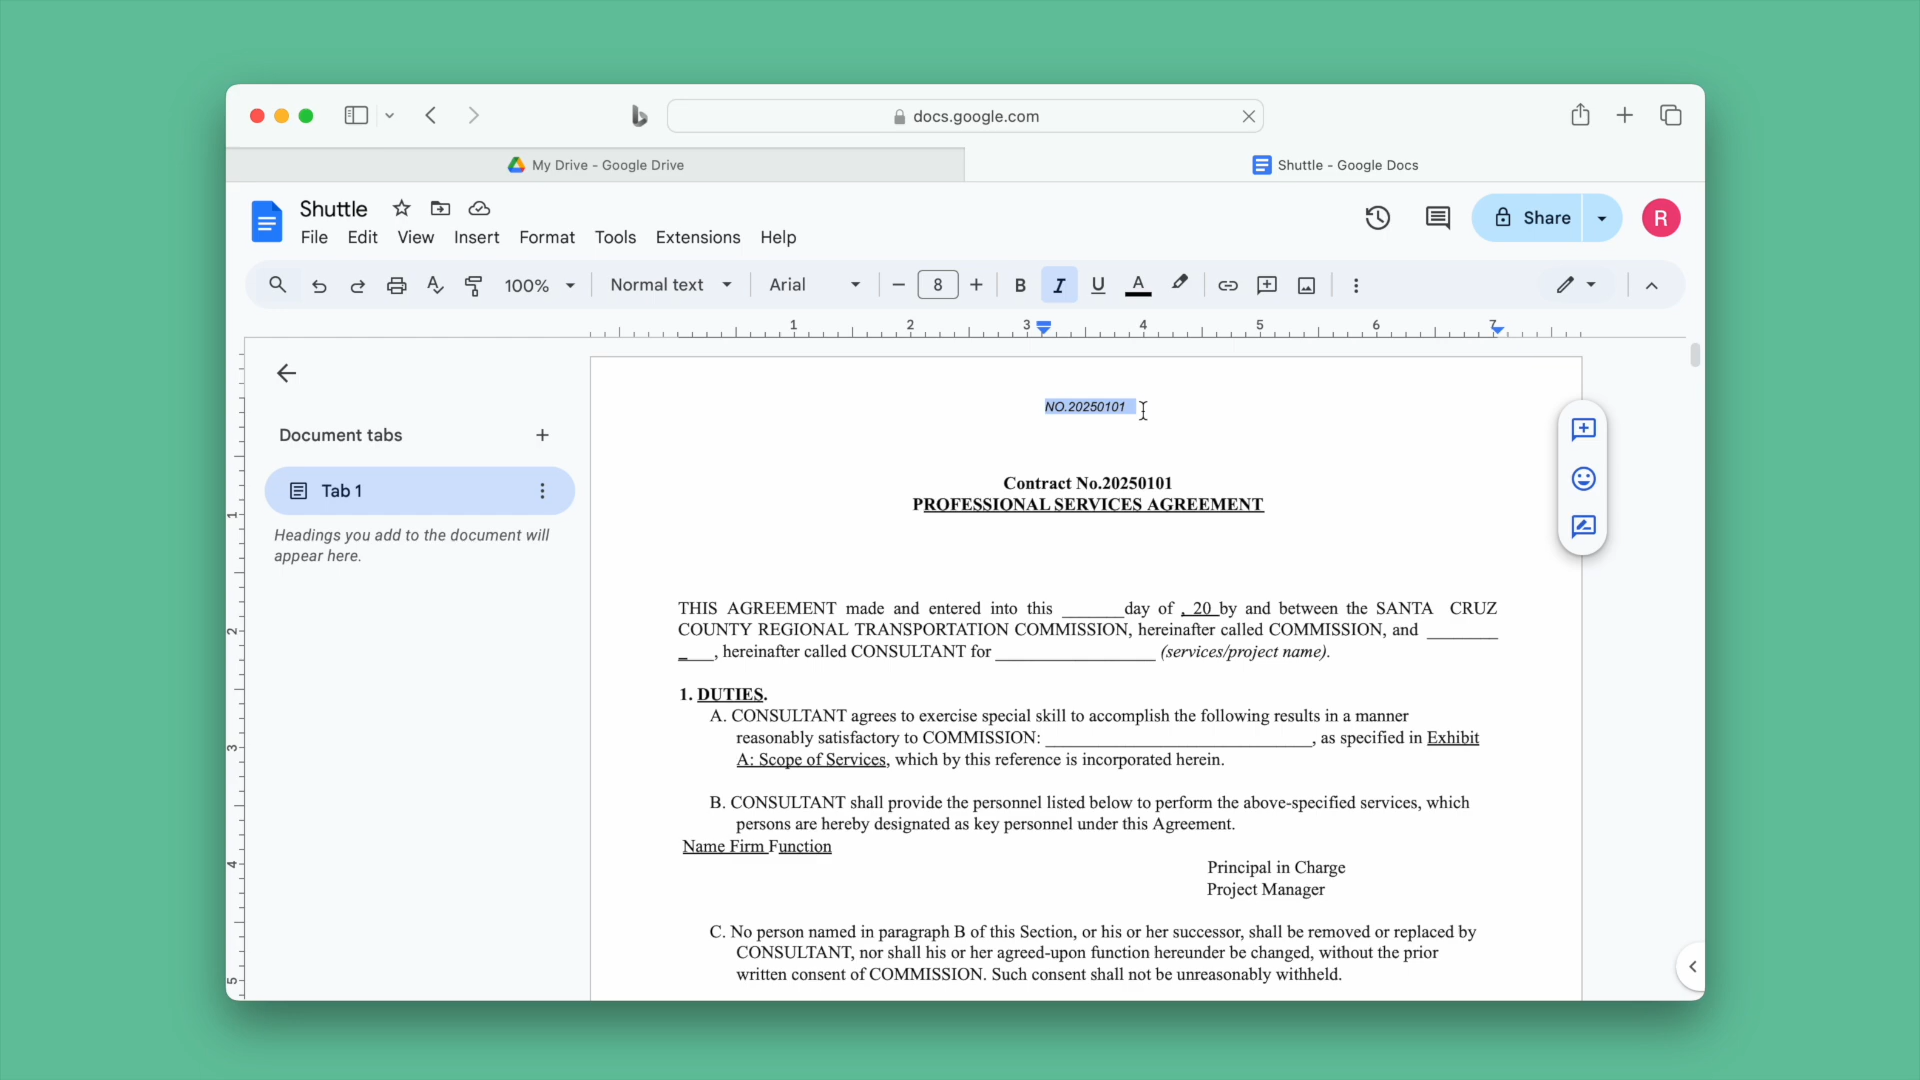 docs.google.com
My Drive - Google Drive
Shuttle - Google Docs
Shuttle
File Edit View Insert Format Tools Extensions Help
Share
R
100% Normal text Arial 8 B I U A
1 2 3 4 5 6 7
Document tabs
Tab 1
Headings you add to the document will
appear here.
1
2
3
4
5
NO.20250101
Contract No.20250101
PROFESSIONAL SERVICES AGREEMENT
THIS AGREEMENT made and entered into this _______day of , 20 by and between the SANTA CRUZ
COUNTY REGIONAL TRANSPORTATION COMMISSION, hereinafter called COMMISSION, and ________
____, hereinafter called CONSULTANT for __________________ (services/project name).
1. DUTIES.
A. CONSULTANT agrees to exercise special skill to accomplish the following results in a manner
reasonably satisfactory to COMMISSION: ______________________________, as specified in Exhibit
A: Scope of Services, which by this reference is incorporated herein.
B. CONSULTANT shall provide the personnel listed below to perform the above-specified services, which
persons are hereby designated as key personnel under this Agreement.
Name Firm Function
Principal in Charge
Project Manager
C. No person named in paragraph B of this Section, or his or her successor, shall be removed or replaced by
CONSULTANT, nor shall his or her agreed-upon function hereunder be changed, without the prior
written consent of COMMISSION. Such consent shall not be unreasonably withheld.